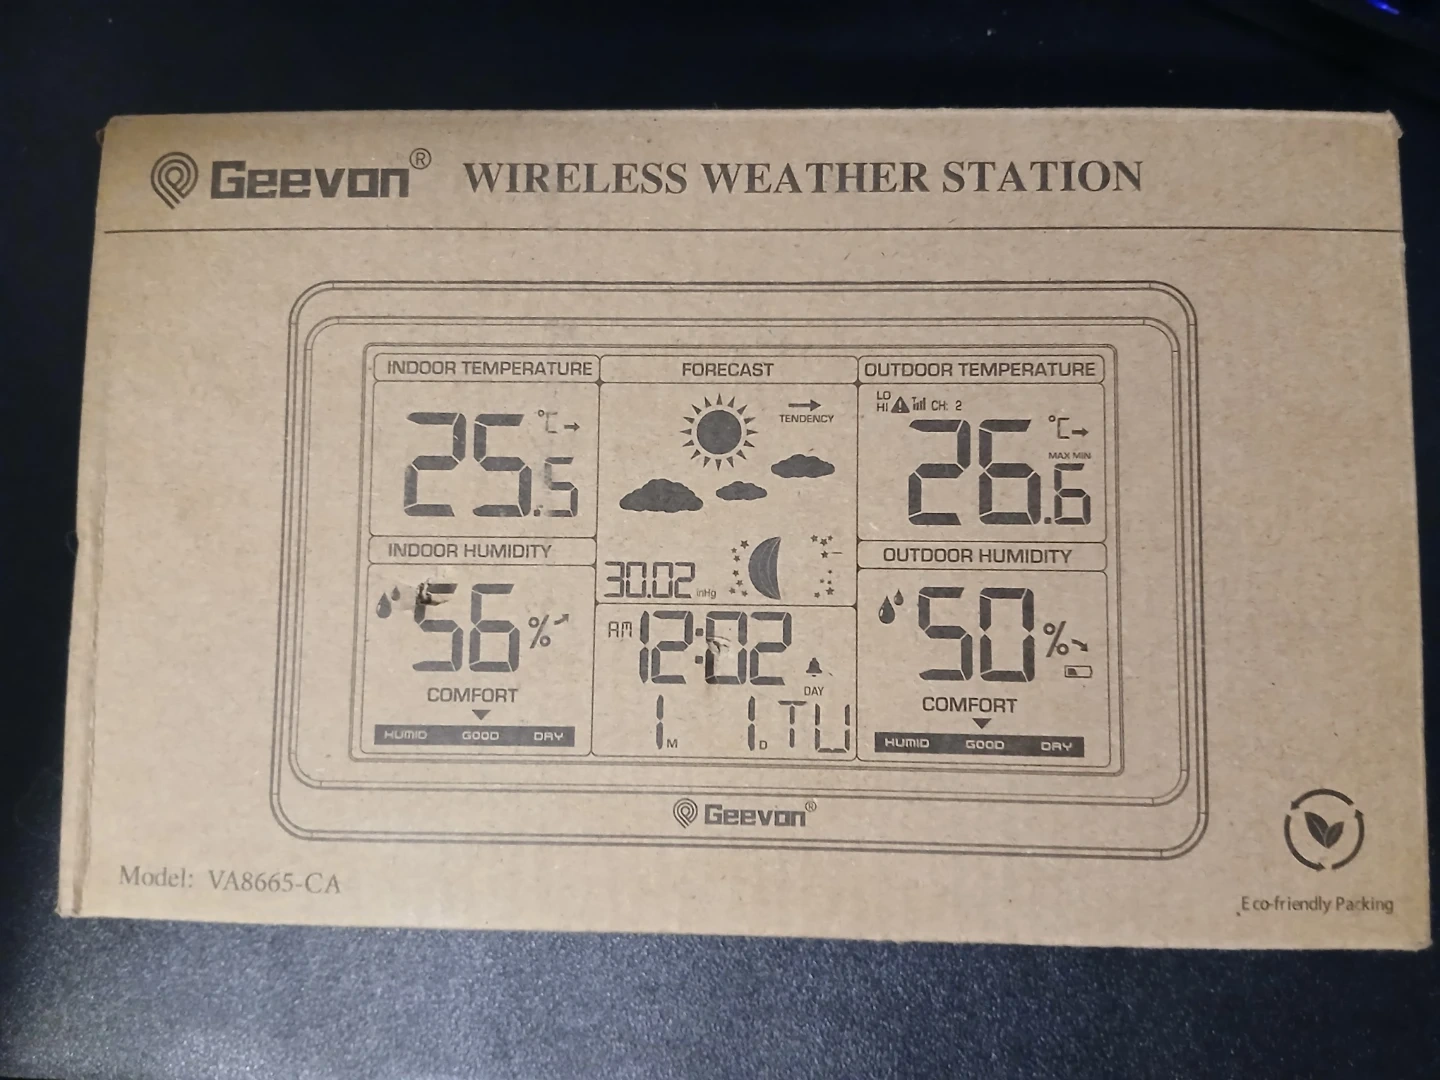 Geevon® WIRELESS WEATHER STATION
INDOOR TEMPERATURE
25.5 °C
INDOOR HUMIDITY
56 %
COMFORT
HUMID GOOD DRY
FORECAST
TENDENCY
30.02 inHg
AM 12:02
DAY
1 M 1 D TU
OUTDOOR TEMPERATURE
LO
HI CH: 2
°C
MAX MIN
26.6
OUTDOOR HUMIDITY
50 %
COMFORT
HUMID GOOD DRY
Geevon®
Model: VA8665-CA
Eco-friendly Packing